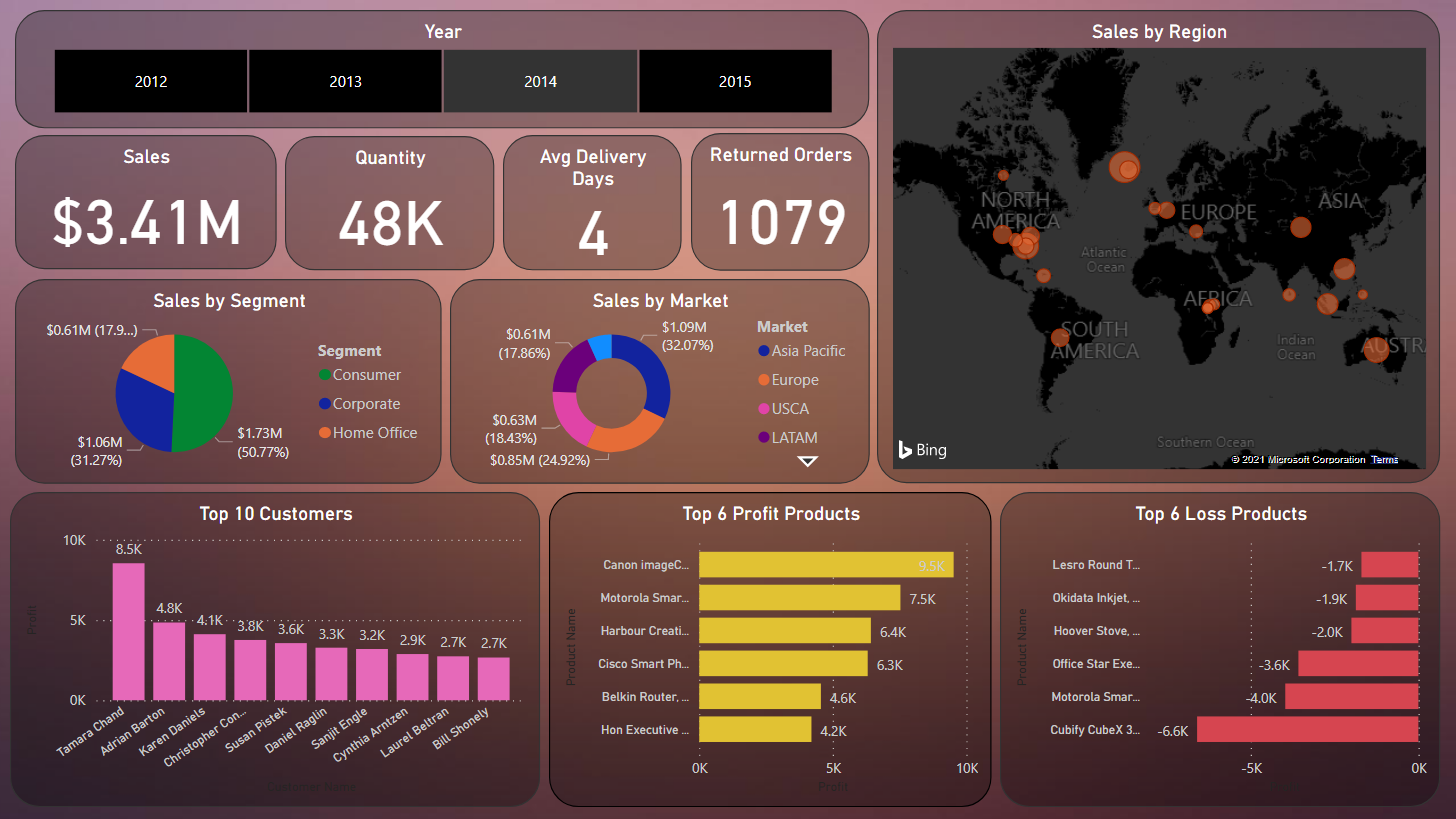 Year
2012
2013
2014
2015
Sales
$3.41M
Quantity
48K
Avg Delivery
Days
4
Returned Orders
1079
Sales by Region
NORTH
AMERICA
EUROPE
ASIA
Atlantic
Ocean
AFRICA
SOUTH
AMERICA
Indian
Ocean
AUSTR
Southern Ocean
Bing
© 2021 Microsoft Corporation Terms
Sales by Segment
$0.61M (17.9...)
$1.06M
(31.27%)
$1.73M
(50.77%)
Segment
Consumer
Corporate
Home Office
Sales by Market
$0.61M
(17.86%)
$1.09M
(32.07%)
$0.63M
(18.43%)
$0.85M (24.92%)
Market
Asia Pacific
Europe
USCA
LATAM
Top 10 Customers
Profit
10K
5K
0K
8.5K
4.8K
4.1K
3.8K
3.6K
3.3K
3.2K
2.9K
2.7K
2.7K
Tamara Chand
Adrian Barton
Karen Daniels
Christopher Con...
Susan Pistek
Daniel Raglin
Sanjit Engle
Cynthia Arntzen
Laurel Beltran
Bill Shonely
Customer Name
Top 6 Profit Products
Product Name
Canon imageC...
9.5K
Motorola Smar...
7.5K
Harbour Creati...
6.4K
Cisco Smart Ph...
6.3K
Belkin Router, ...
4.6K
Hon Executive ...
4.2K
0K
5K
10K
Profit
Top 6 Loss Products
Product Name
Lesro Round T...
-1.7K
Okidata Inkjet, ...
-1.9K
Hoover Stove, ...
-2.0K
Office Star Exe...
-3.6K
Motorola Smar...
-4.0K
Cubify CubeX 3...
-6.6K
-5K
0K